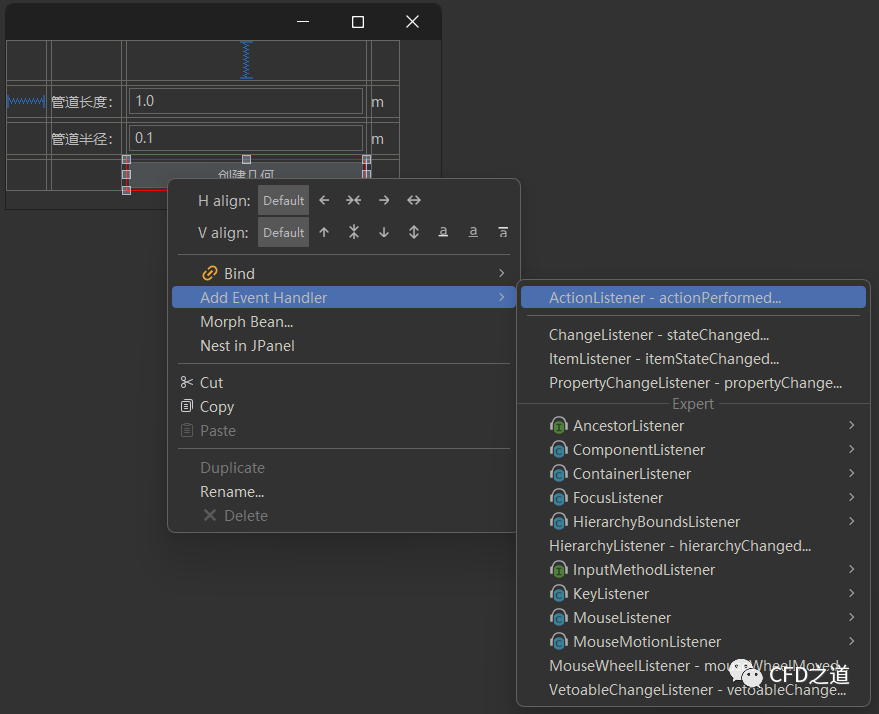 管道长度： 1.0 m
管道半径： 0.1 m
创建几何
H align: Default
V align: Default a a a
Bind
Add Event Handler
Morph Bean...
Nest in JPanel
Cut
Copy
Paste
Duplicate
Rename...
Delete
ActionListener - actionPerformed...
ChangeListener - stateChanged...
ItemListener - itemStateChanged...
PropertyChangeListener - propertyChange...
Expert
AncestorListener
ComponentListener
ContainerListener
FocusListener
HierarchyBoundsListener
HierarchyListener - hierarchyChanged...
InputMethodListener
KeyListener
MouseListener
MouseMotionListener
MouseWheelListener - mouseWheelMoved...
VetoableChangeListener - vetoableChange...
CFD之道